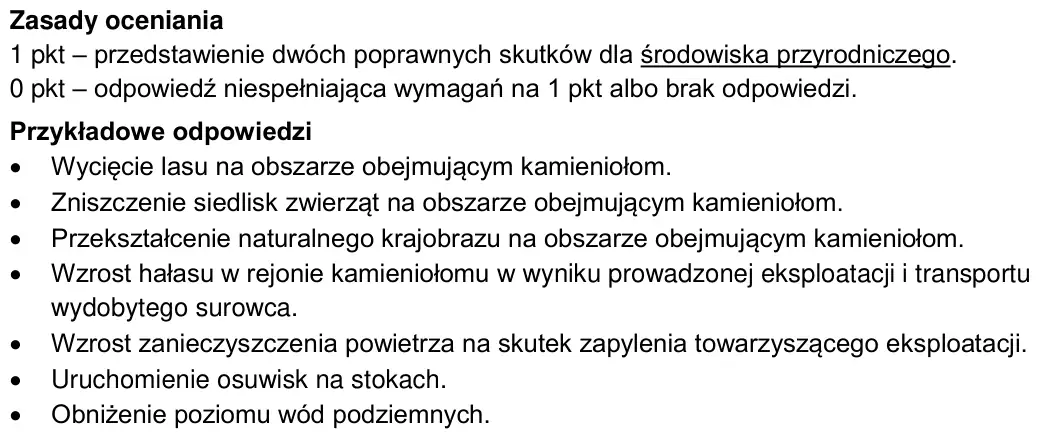 Zasady oceniania
1 pkt – przedstawienie dwóch poprawnych skutków dla środowiska przyrodniczego.
0 pkt – odpowiedź niespełniająca wymagań na 1 pkt albo brak odpowiedzi.
Przykładowe odpowiedzi
• Wycięcie lasu na obszarze obejmującym kamieniołom.
• Zniszczenie siedlisk zwierząt na obszarze obejmującym kamieniołom.
• Przekształcenie naturalnego krajobrazu na obszarze obejmującym kamieniołom.
• Wzrost hałasu w rejonie kamieniołomu w wyniku prowadzonej eksploatacji i transportu
wydobytego surowca.
• Wzrost zanieczyszczenia powietrza na skutek zapylenia towarzyszącego eksploatacji.
• Uruchomienie osuwisk na stokach.
• Obniżenie poziomu wód podziemnych.